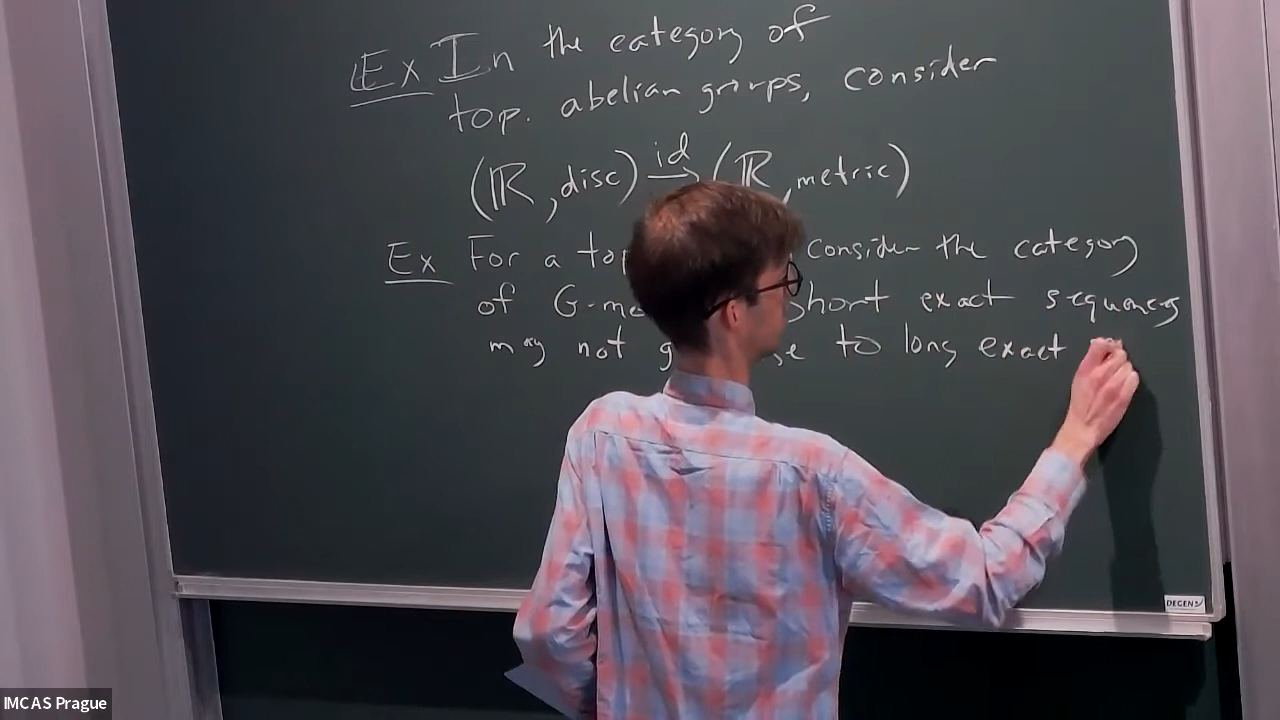 Ex In the category of
top. abelian groups, consider
(ℝ, disc) id→ (ℝ, metric)
Ex For a top consider the category
of G-mo short exact sequences
may not g se to long exact
DEGEN
IMCAS Prague